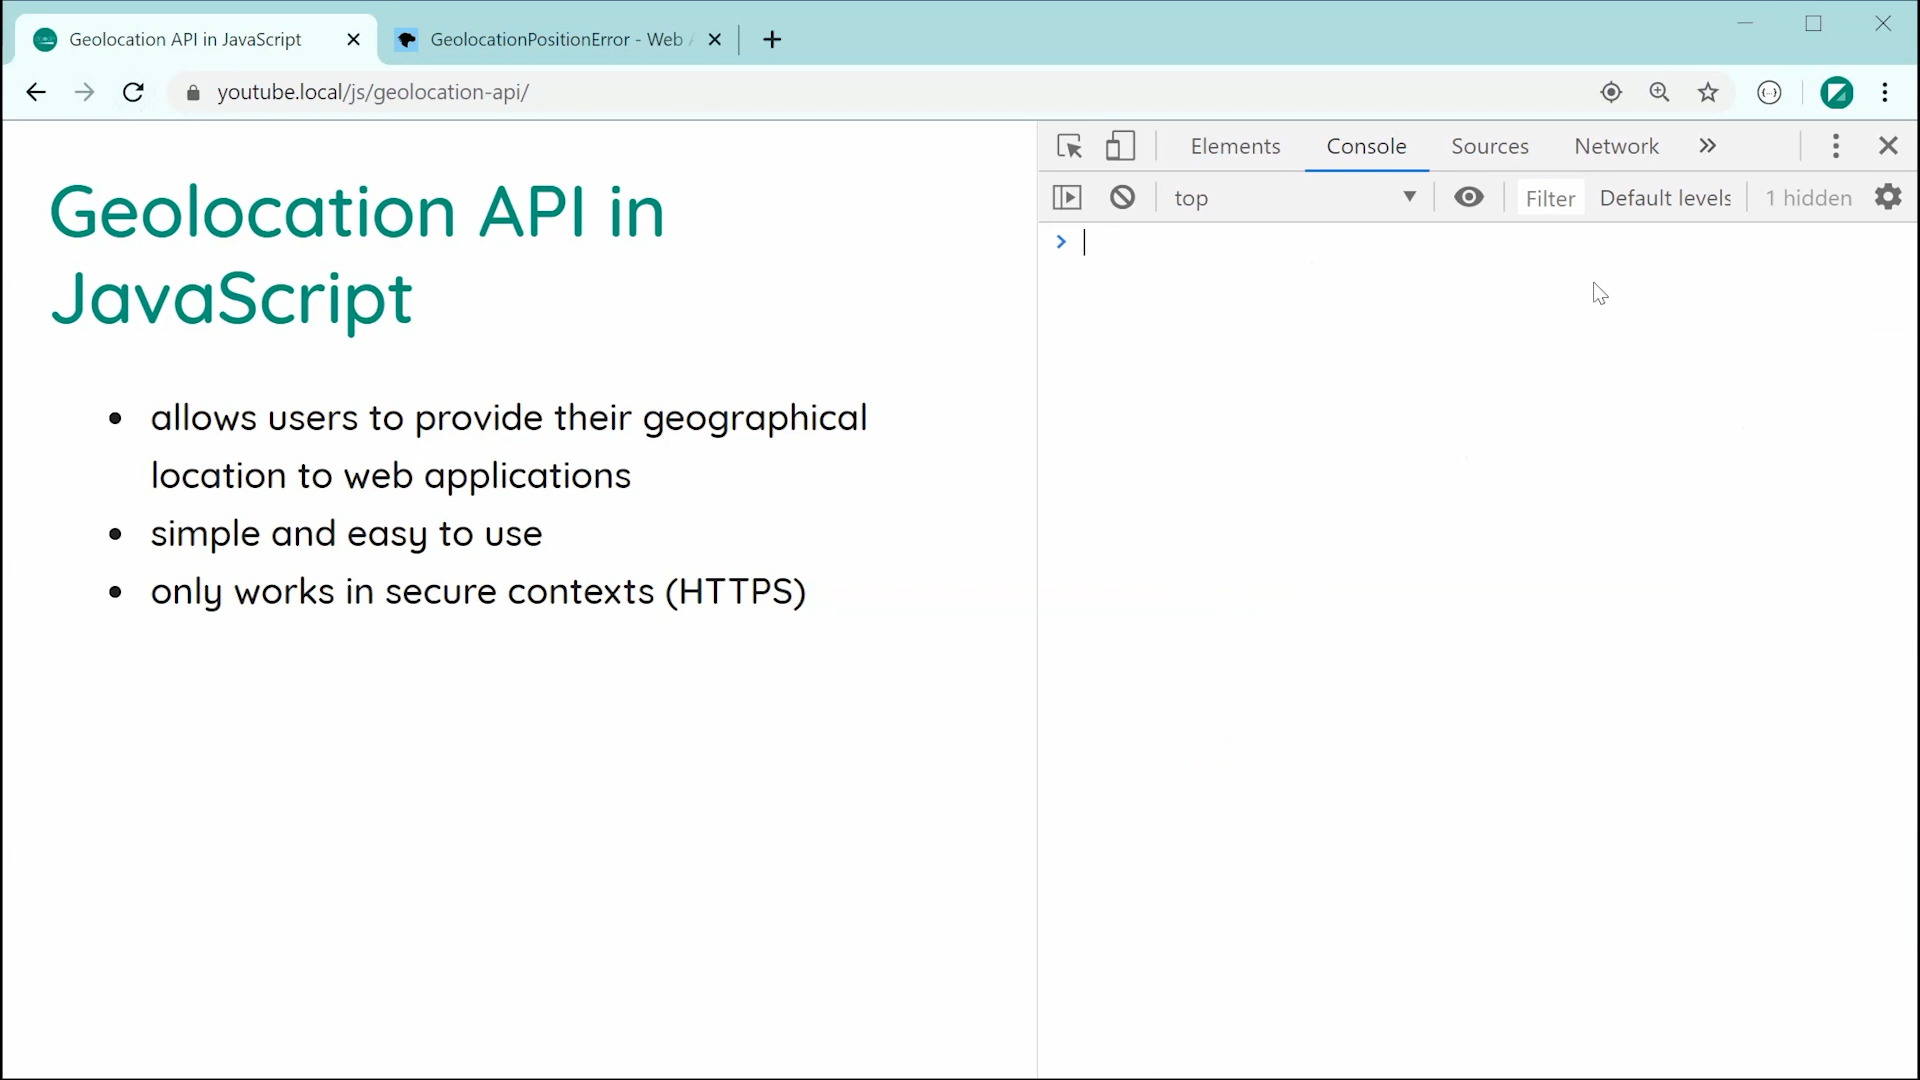 Geolocation API in JavaScript
GeolocationPositionError - Web
youtube.local/js/geolocation-api/
Elements
Console
Sources
Network
top
Filter
Default levels
1 hidden
Geolocation API in
JavaScript
• allows users to provide their geographical
location to web applications
• simple and easy to use
• only works in secure contexts (HTTPS)